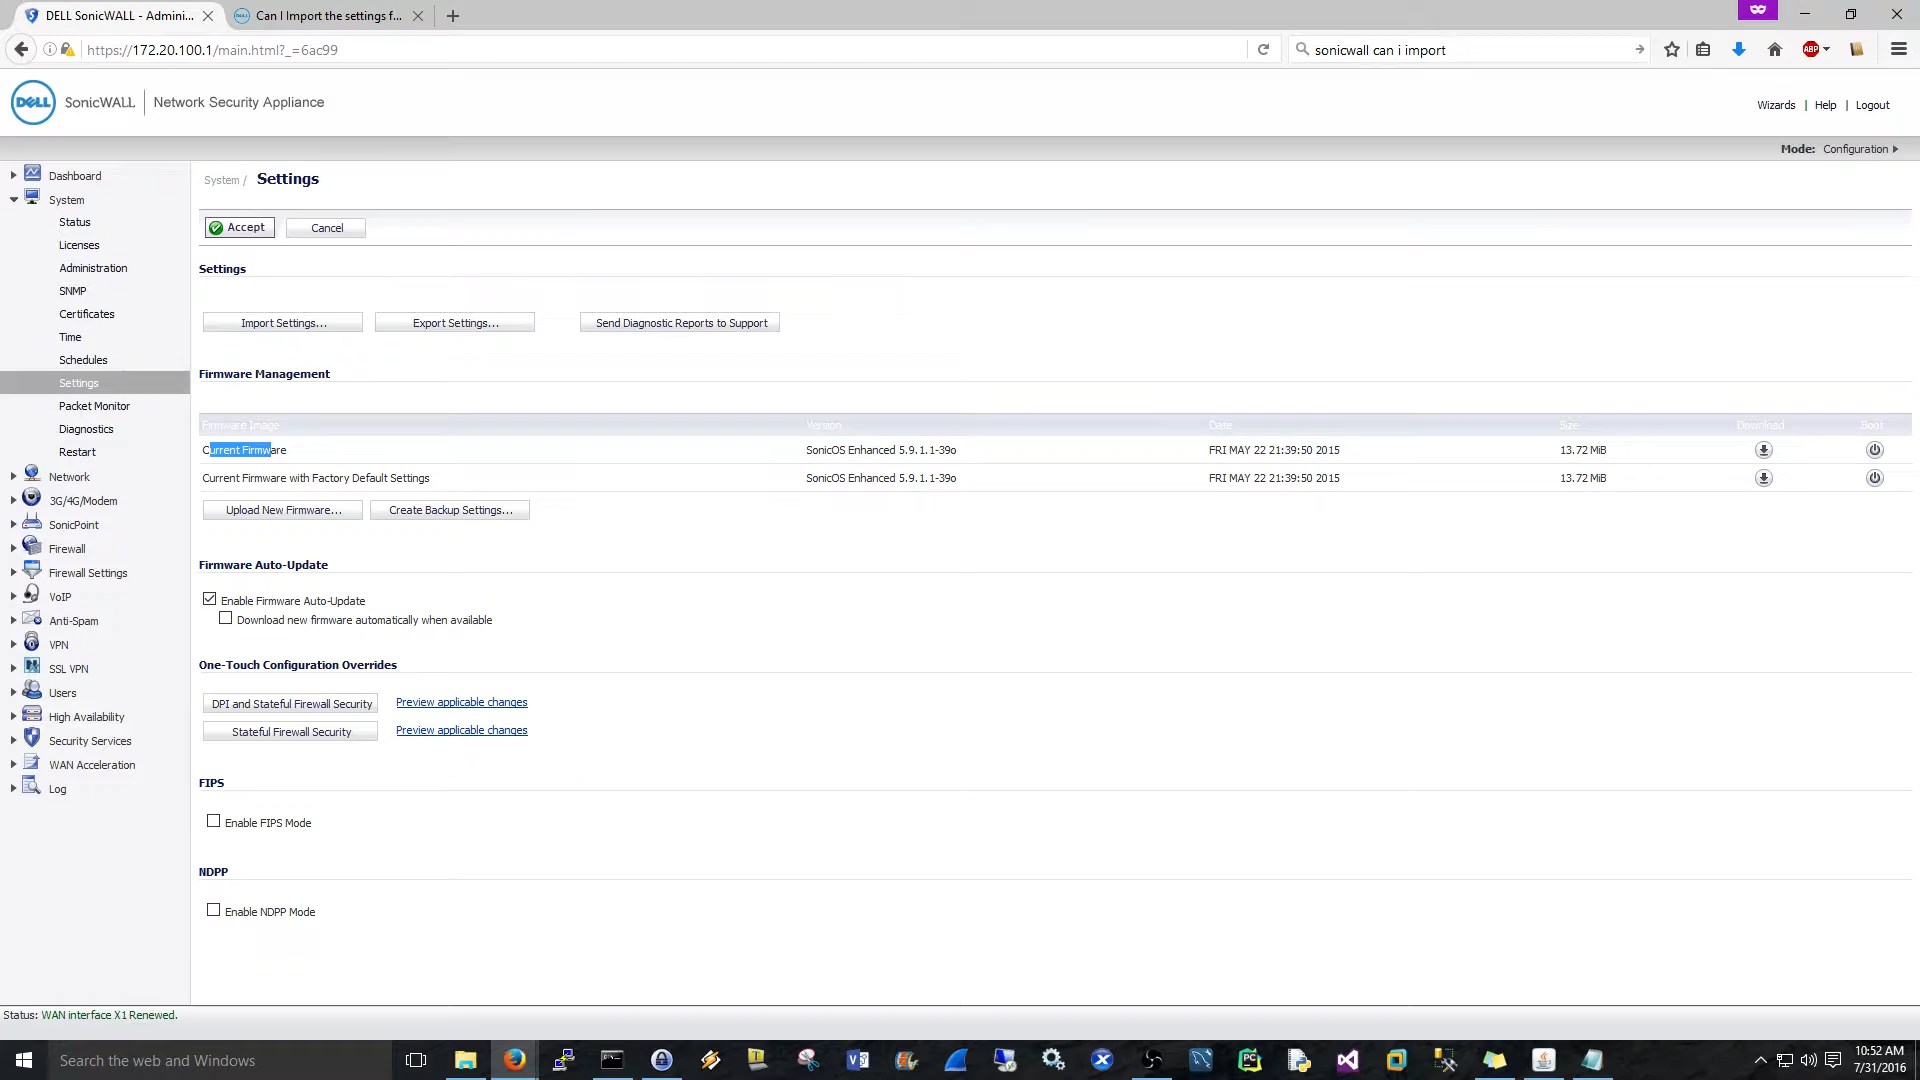 DELL SonicWALL - Admini...
Can I Import the settings f...
https://172.20.100.1/main.html?_=6ac99
sonicwall can i import
ABP
DELL SonicWALL | Network Security Appliance
Wizards | Help | Logout
Mode: Configuration
Dashboard
System
Status
Licenses
Administration
SNMP
Certificates
Time
Schedules
Settings
Packet Monitor
Diagnostics
Restart
Network
3G/4G/Modem
SonicPoint
Firewall
Firewall Settings
VoIP
Anti-Spam
VPN
SSL VPN
Users
High Availability
Security Services
WAN Acceleration
Log
System / Settings
Accept Cancel
Settings
Import Settings... Export Settings... Send Diagnostic Reports to Support
Firmware Management
Firmware Image Version Date Size Download Boot
Current Firmware SonicOS Enhanced 5.9.1.1-39o FRI MAY 22 21:39:50 2015 13.72 MiB
Current Firmware with Factory Default Settings SonicOS Enhanced 5.9.1.1-39o FRI MAY 22 21:39:50 2015 13.72 MiB
Upload New Firmware... Create Backup Settings...
Firmware Auto-Update
Enable Firmware Auto-Update
Download new firmware automatically when available
One-Touch Configuration Overrides
DPI and Stateful Firewall Security Preview applicable changes
Stateful Firewall Security Preview applicable changes
FIPS
Enable FIPS Mode
NDPP
Enable NDPP Mode
Status: WAN interface X1 Renewed.
Search the web and Windows
10:52 AM
7/31/2016